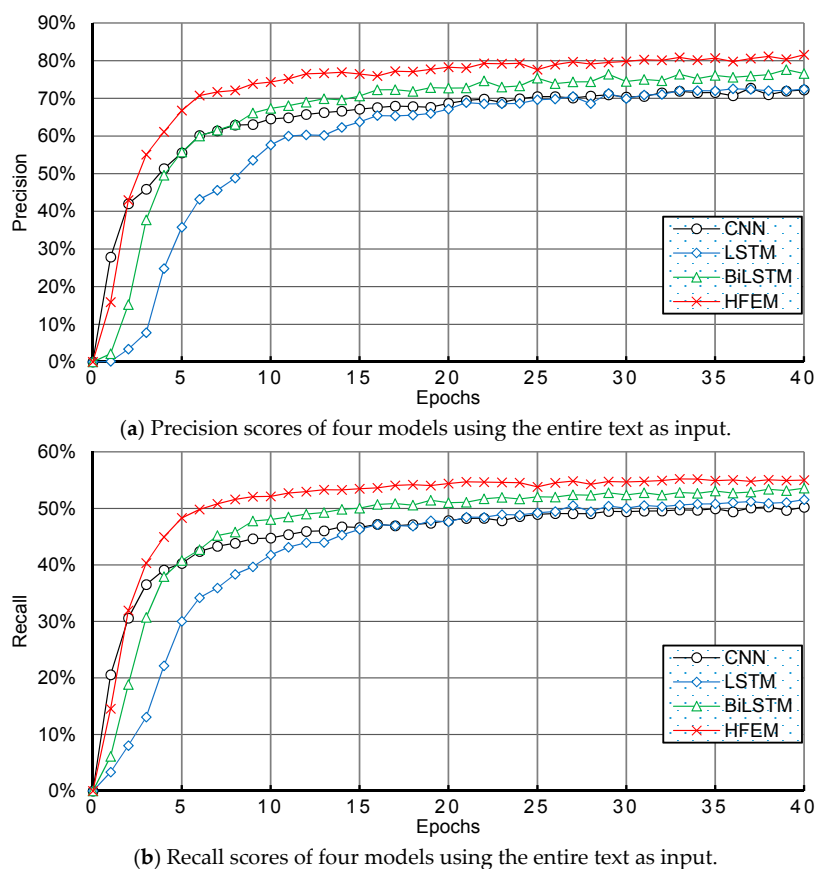 90%
80%
70%
60%
50%
40%
30%
20%
10%
0%
Precision
CNN
LSTM
BiLSTM
HFEM
0 5 10 15 20 25 30 35 40
Epochs
(a) Precision scores of four models using the entire text as input.
60%
50%
40%
30%
20%
10%
0%
Recall
CNN
LSTM
BiLSTM
HFEM
0 5 10 15 20 25 30 35 40
Epochs
(b) Recall scores of four models using the entire text as input.